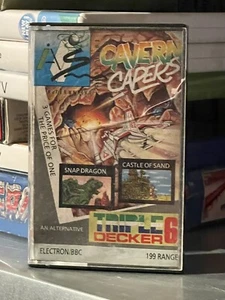 CAVERN
CAPERS
3 GAMES FOR
THE PRICE OF ONE
SNAP DRAGON
CASTLE OF SAND
AN ALTERNATIVE
TRIPLE
DECKER 6
ELECTRON/BBC
199 RANGE